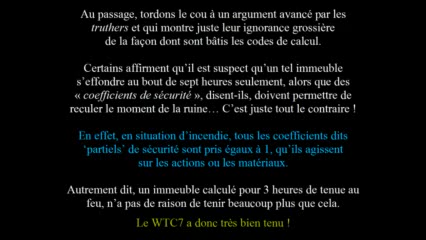 Au passage, tordons le cou à un argument avancé par les
truthers et qui montre juste leur ignorance grossière
de la façon dont sont bâtis les codes de calcul.
Certains affirment qu'il est suspect qu'un tel immeuble
s'effondre au bout de sept heures seulement, alors que des
« coefficients de sécurité », disent-ils, doivent permettre de
reculer le moment de la ruine… C'est juste tout le contraire !
En effet, en situation d'incendie, tous les coefficients dits
'partiels' de sécurité sont pris égaux à 1, qu'ils agissent
sur les actions ou les matériaux.
Autrement dit, un immeuble calculé pour 3 heures de tenue au
feu, n'a pas de raison de tenir beaucoup plus que cela.
Le WTC7 a donc très bien tenu !